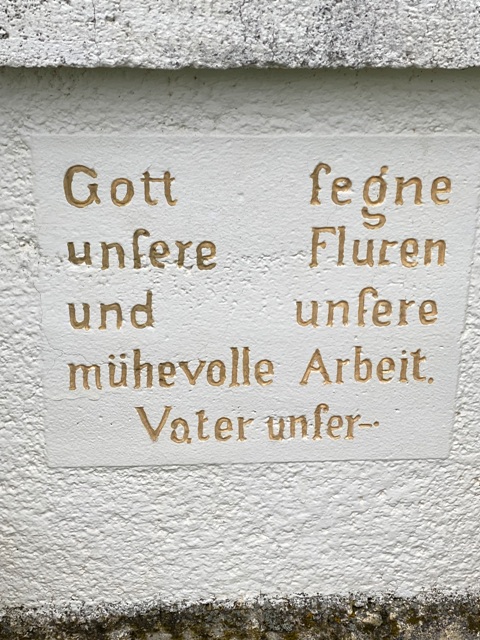 Gott ſegne
unſere Fluren
und unſere
mühevolle Arbeit.
Vater unſer-·